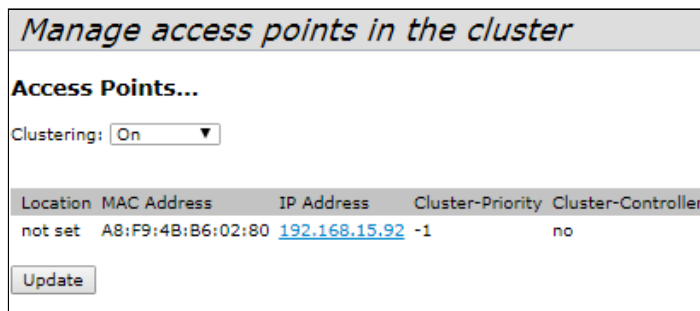 Manage access points in the cluster
Access Points...
Clustering: On
Location MAC Address IP Address Cluster-Priority Cluster-Controller
not set A8:F9:4B:B6:02:80 192.168.15.92 -1 no
Update